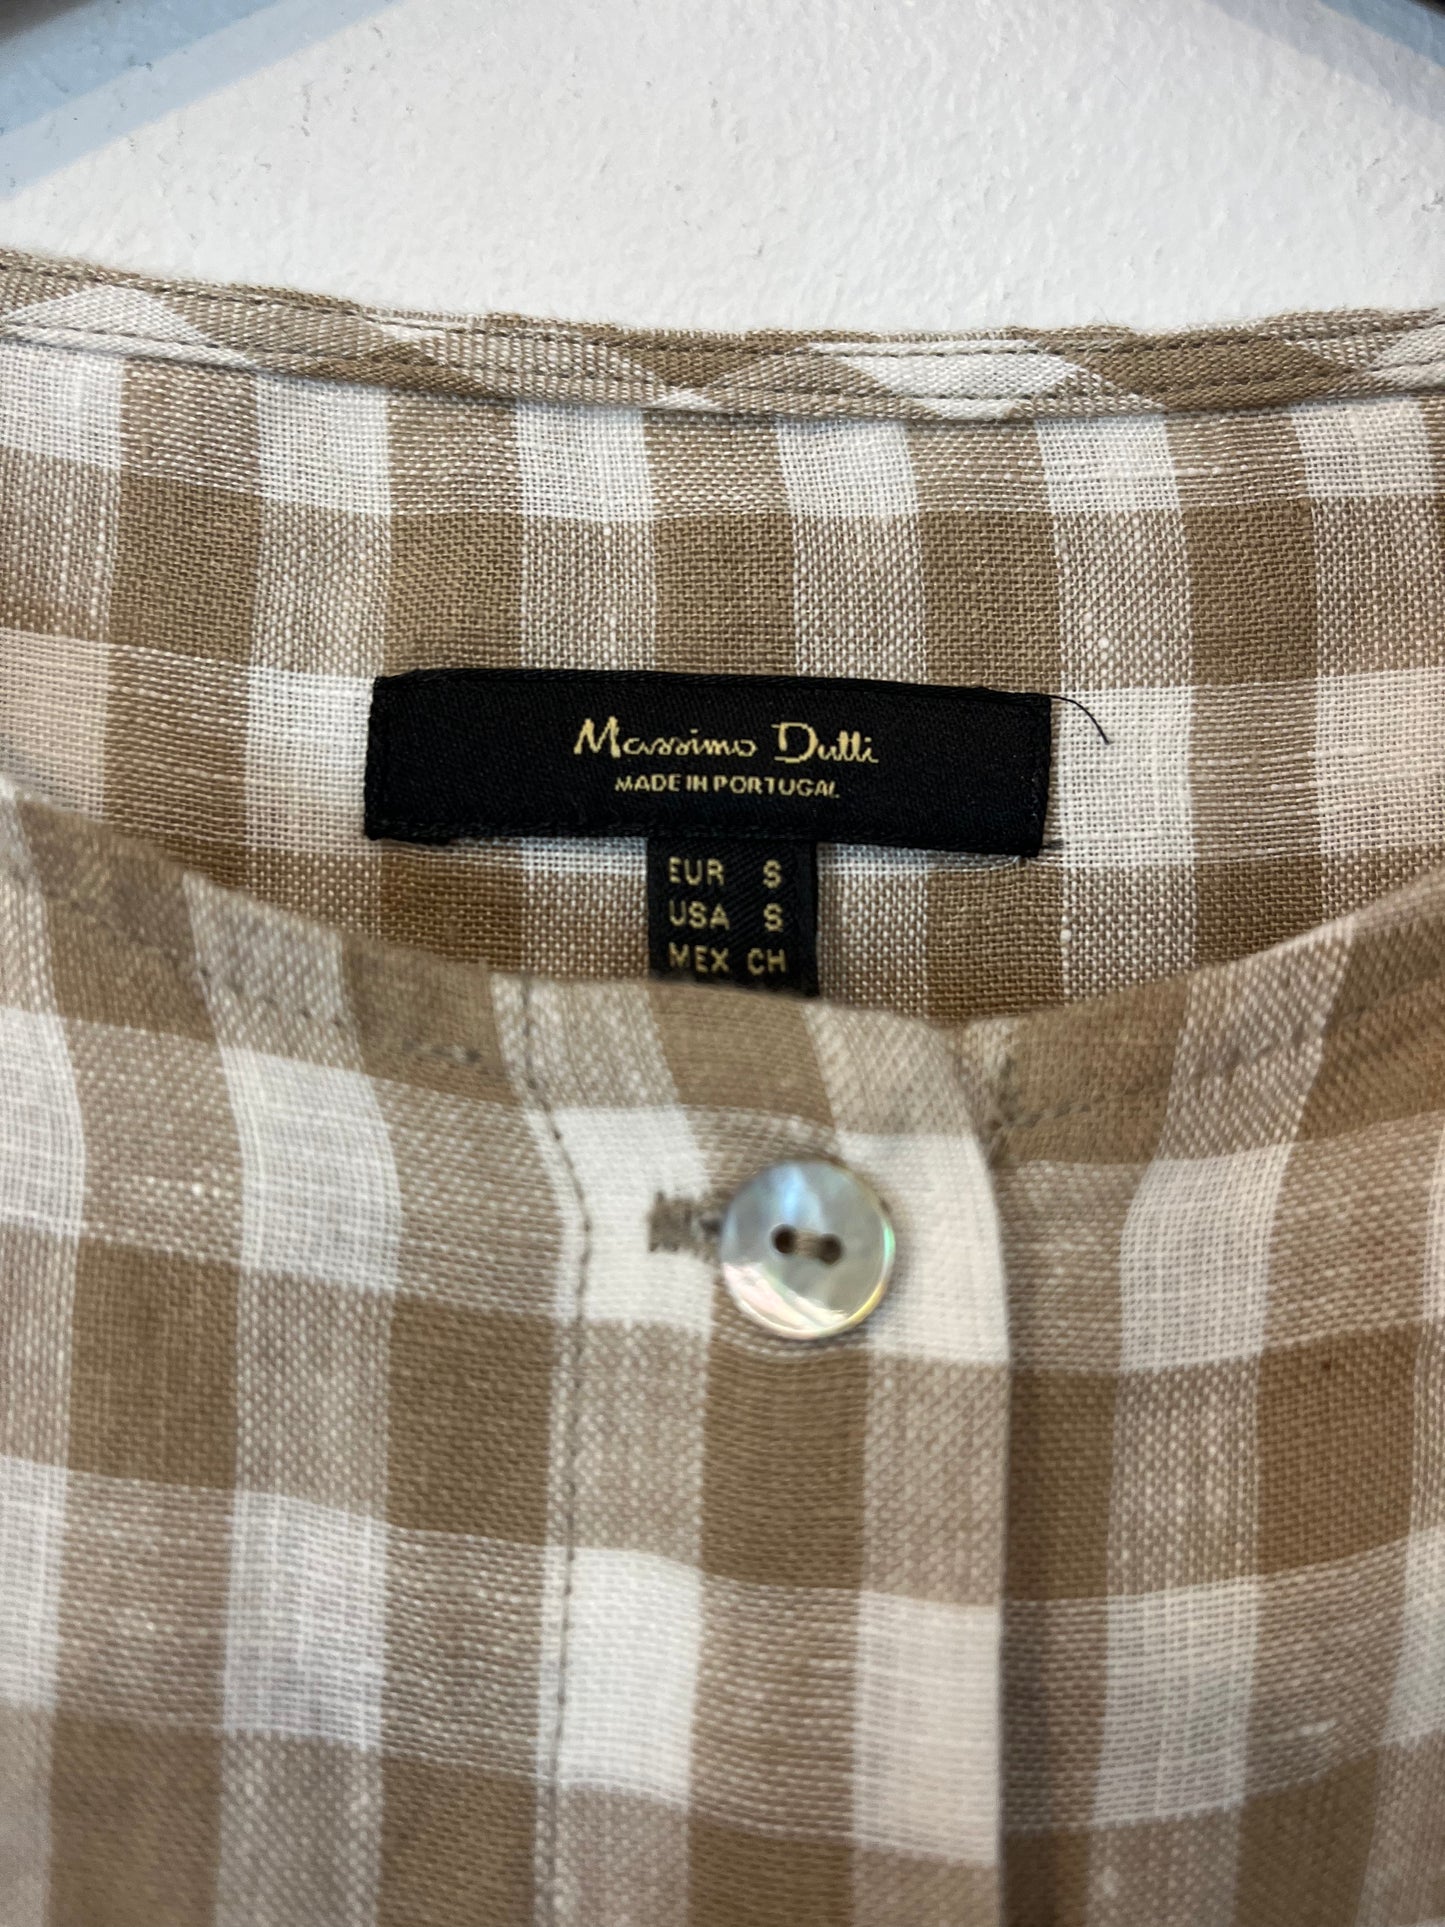 Massimo Dutti
MADE IN PORTUGAL
EUR S
USA S
MEX CH